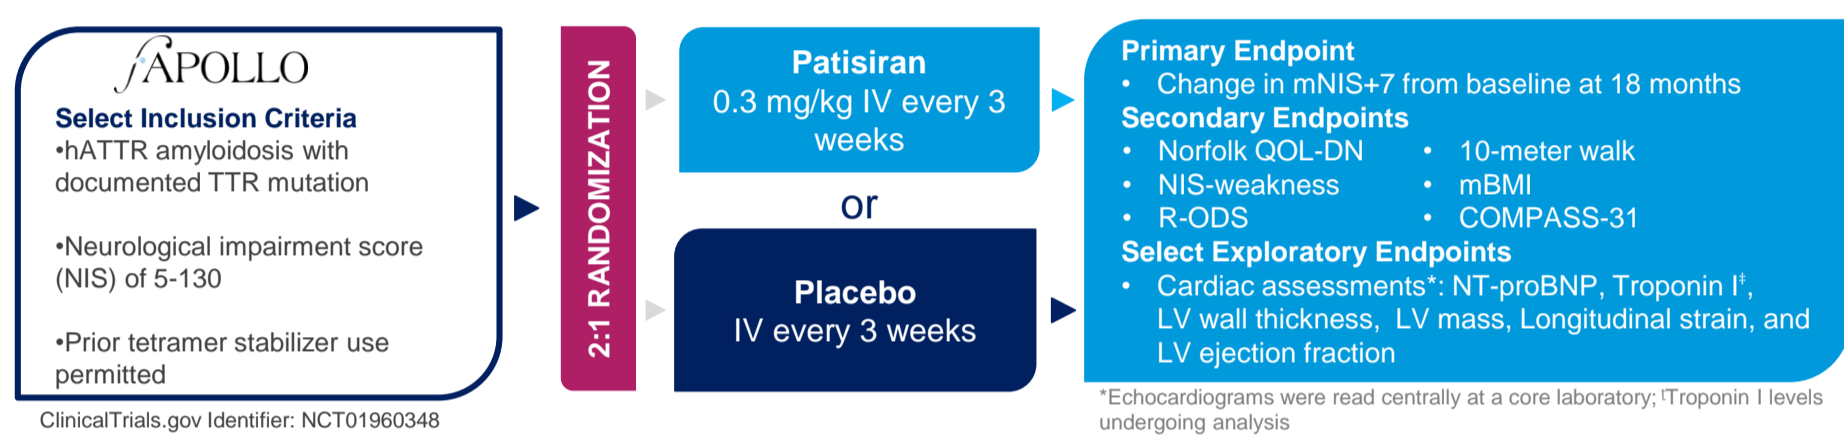 APOLLO
Select Inclusion Criteria
•hATTR amyloidosis with
documented TTR mutation
•Neurological impairment score
(NIS) of 5-130
•Prior tetramer stabilizer use
permitted
ClinicalTrials.gov Identifier: NCT01960348
2:1 RANDOMIZATION
Patisiran
0.3 mg/kg IV every 3
weeks
or
Placebo
IV every 3 weeks
Primary Endpoint
• Change in mNIS+7 from baseline at 18 months
Secondary Endpoints
• Norfolk QOL-DN
• NIS-weakness
• R-ODS
• 10-meter walk
• mBMI
• COMPASS-31
Select Exploratory Endpoints
• Cardiac assessments*: NT-proBNP, Troponin I‡,
LV wall thickness, LV mass, Longitudinal strain, and
LV ejection fraction
*Echocardiograms were read centrally at a core laboratory; ƗTroponin I levels
undergoing analysis